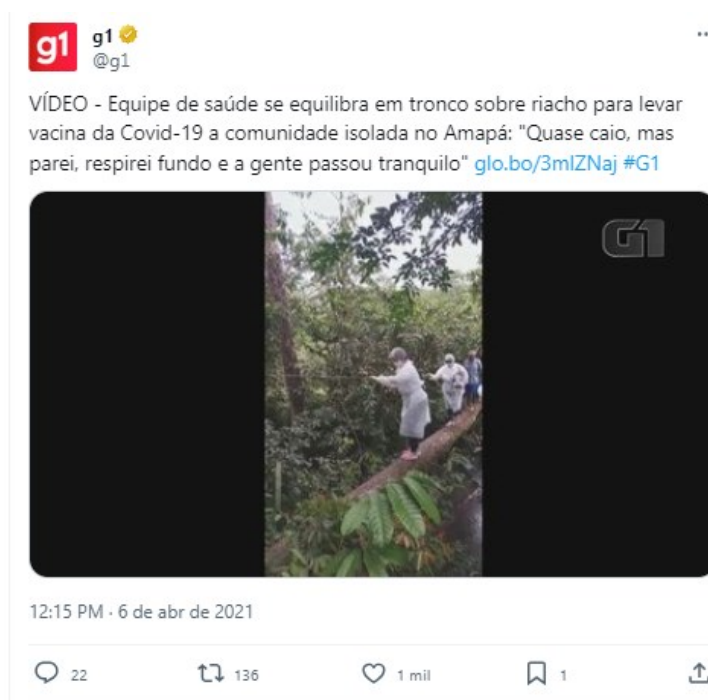 g1
g1
@g1
VÍDEO - Equipe de saúde se equilibra em tronco sobre riacho para levar
vacina da Covid-19 a comunidade isolada no Amapá: "Quase caio, mas
parei, respirei fundo e a gente passou tranquilo" glo.bo/3mlZNaj #G1
G1
12:15 PM · 6 de abr de 2021
22 136 1 mil 1